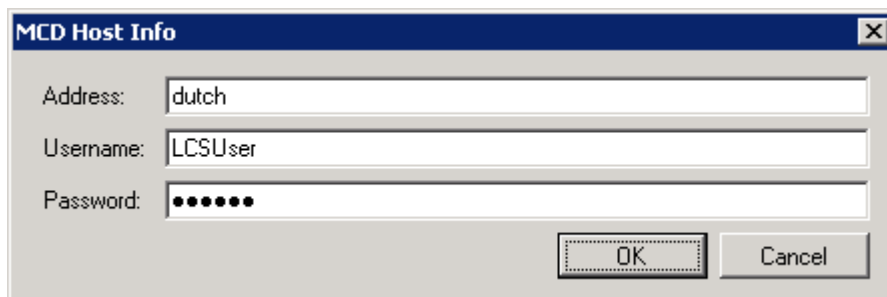 MCD Host Info
Address: dutch
Username: LCSUser
Password: ●●●●●●
OK Cancel